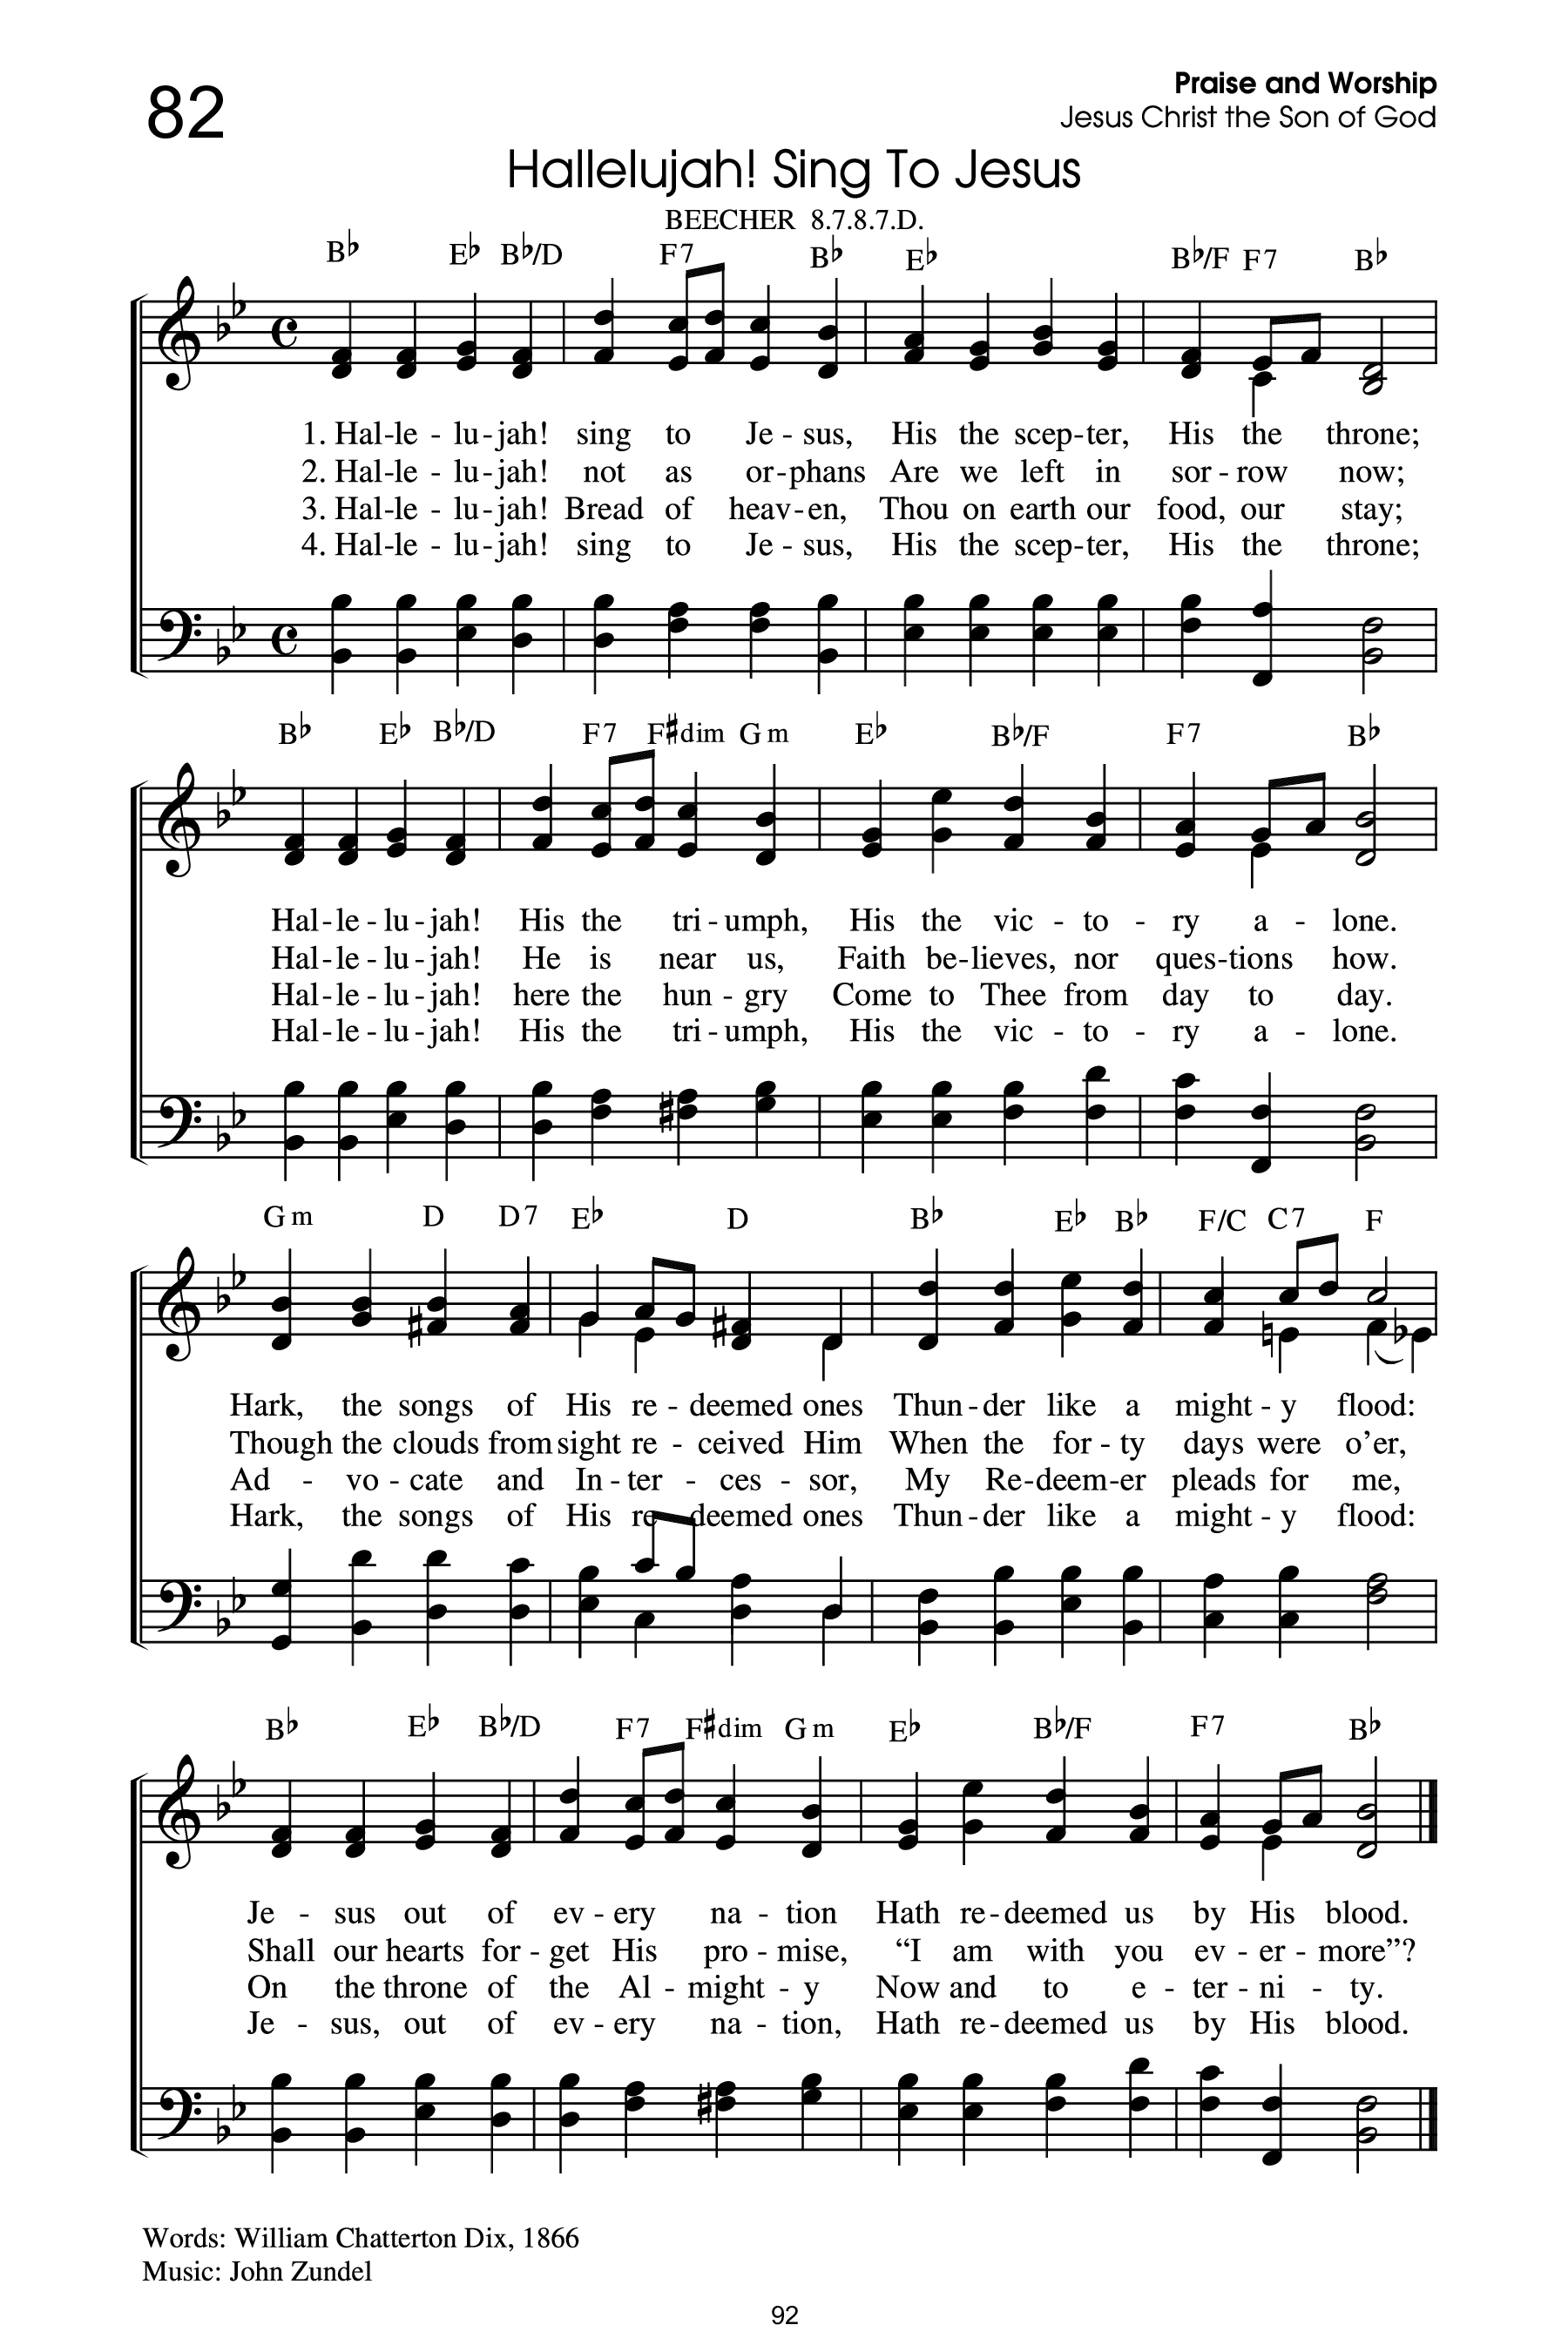 82
Praise and Worship
Jesus Christ the Son of God
Hallelujah! Sing To Jesus
BEECHER 8.7.8.7.D.
B♭ E♭ B♭/D F7 B♭ E♭ B♭/F F7 B♭
1. Hal-le - lu-jah! sing to Je - sus, His the scep-ter, His the throne;
2. Hal-le - lu-jah! not as or-phans Are we left in sor-row now;
3. Hal-le - lu-jah! Bread of heav-en, Thou on earth our food, our stay;
4. Hal-le - lu-jah! sing to Je - sus, His the scep-ter, His the throne;
B♭ E♭ B♭/D F7 F♯dim Gm E♭ B♭/F F7 B♭
Hal-le-lu-jah! His the tri-umph, His the vic - to - ry a - lone.
Hal-le-lu-jah! He is near us, Faith be-lieves, nor ques-tions how.
Hal-le-lu-jah! here the hun-gry Come to Thee from day to day.
Hal-le-lu-jah! His the tri-umph, His the vic - to - ry a - lone.
Gm D D7 E♭ D B♭ E♭ B♭ F/C C7 F
Hark, the songs of His re - deemed ones Thun-der like a might-y flood:
Though the clouds from sight re - ceived Him When the for-ty days were o’er,
Ad - vo-cate and In-ter - ces - sor, My Re-deem-er pleads for me,
Hark, the songs of His re - deemed ones Thun-der like a might-y flood:
B♭ E♭ B♭/D F7 F♯dim Gm E♭ B♭/F F7 B♭
Je - sus out of ev-ery na - tion Hath re-deemed us by His blood.
Shall our hearts for-get His pro-mise, “I am with you ev-er-more”?
On the throne of the Al - might - y Now and to e - ter-ni - ty.
Je - sus, out of ev-ery na - tion, Hath re-deemed us by His blood.
Words: William Chatterton Dix, 1866
Music: John Zundel
92